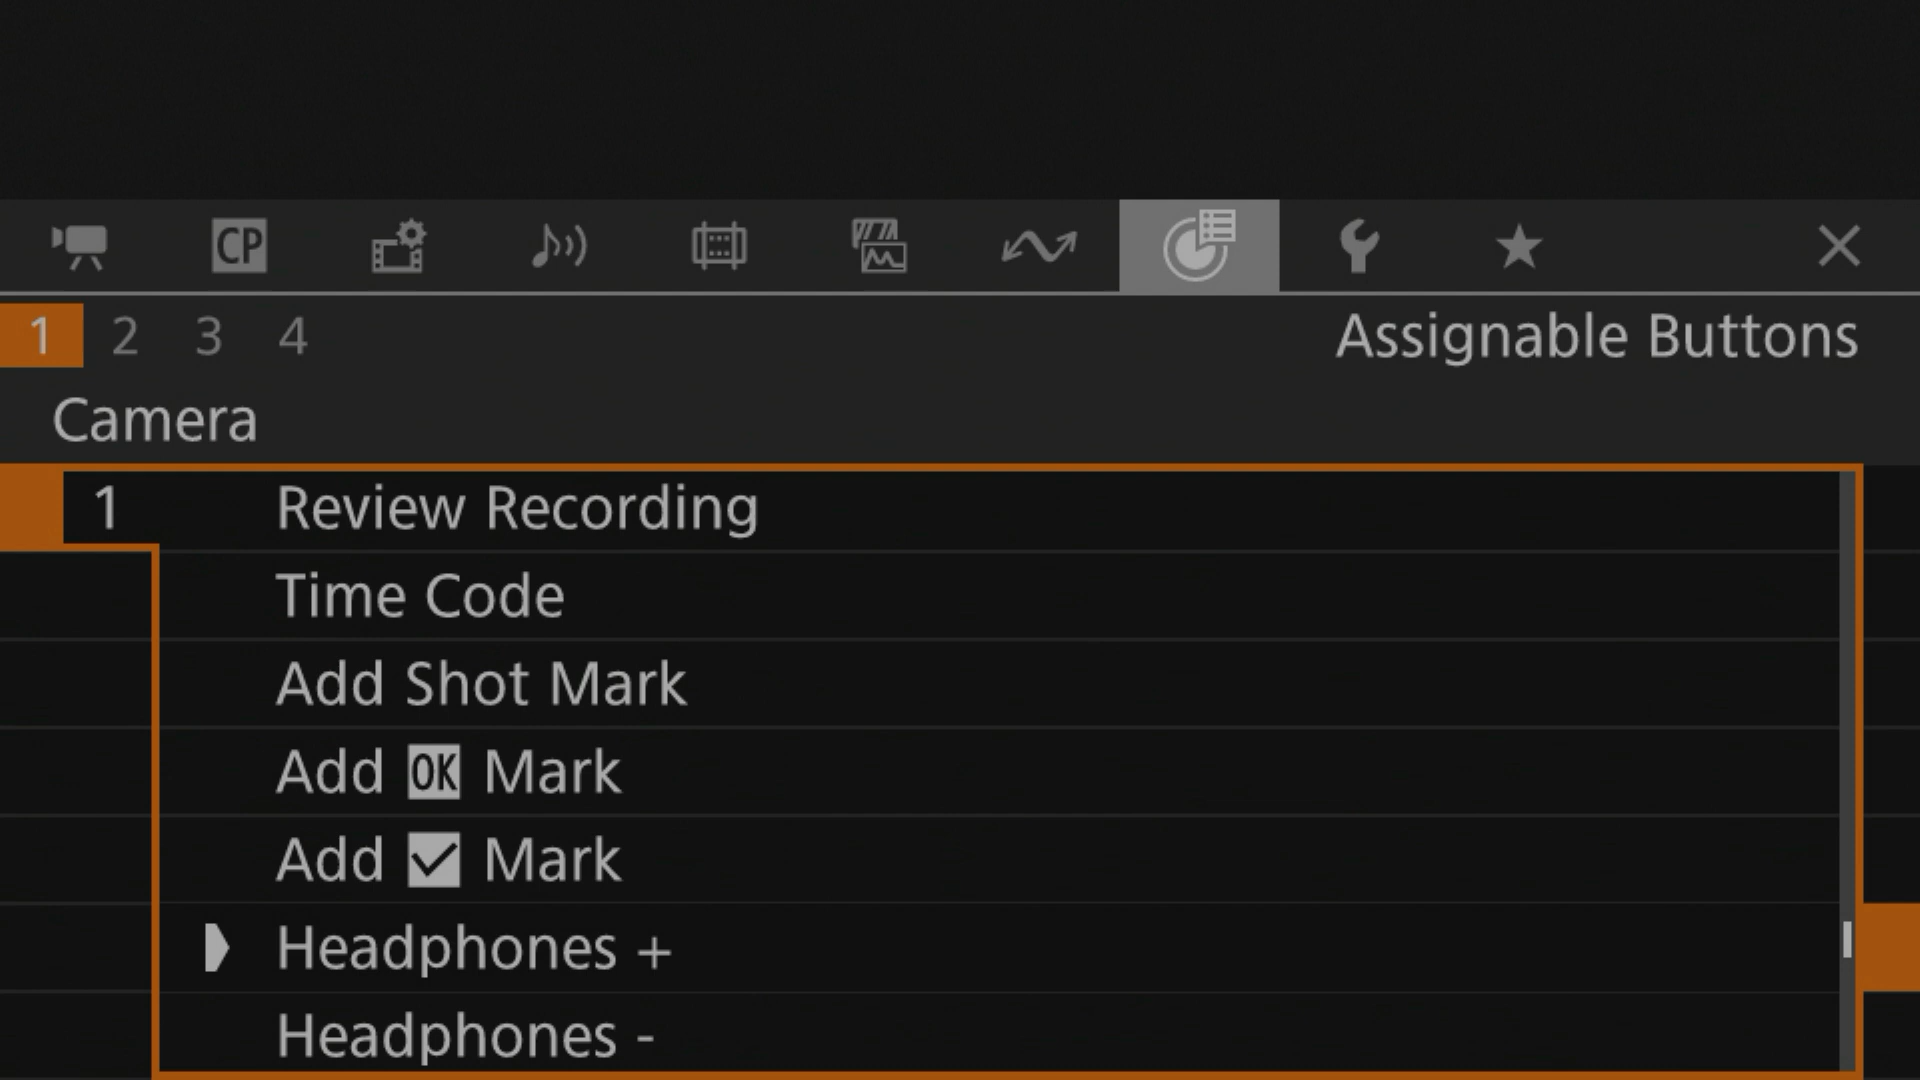 CP
1 2 3 4 Assignable Buttons
Camera
1 Review Recording
Time Code
Add Shot Mark
Add OK Mark
Add ✓ Mark
Headphones +
Headphones -